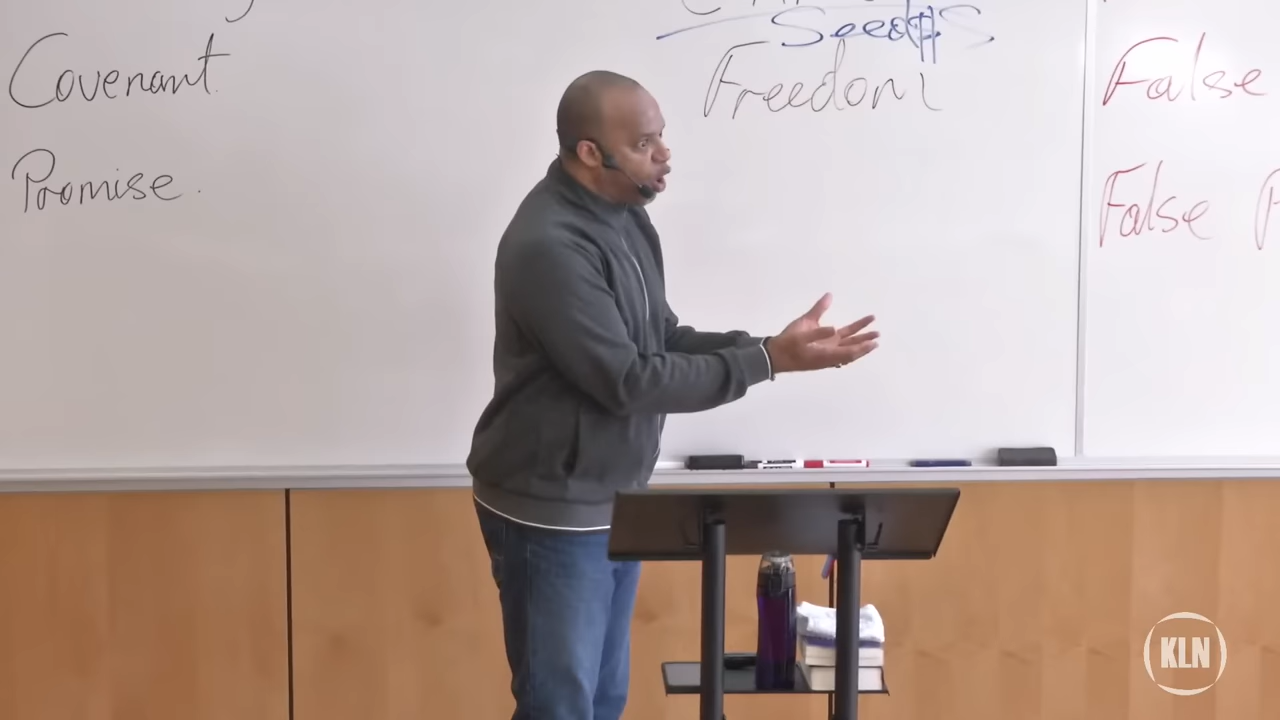 Covenant.
Promise.
Seeds
Freedom
False
False
KLN